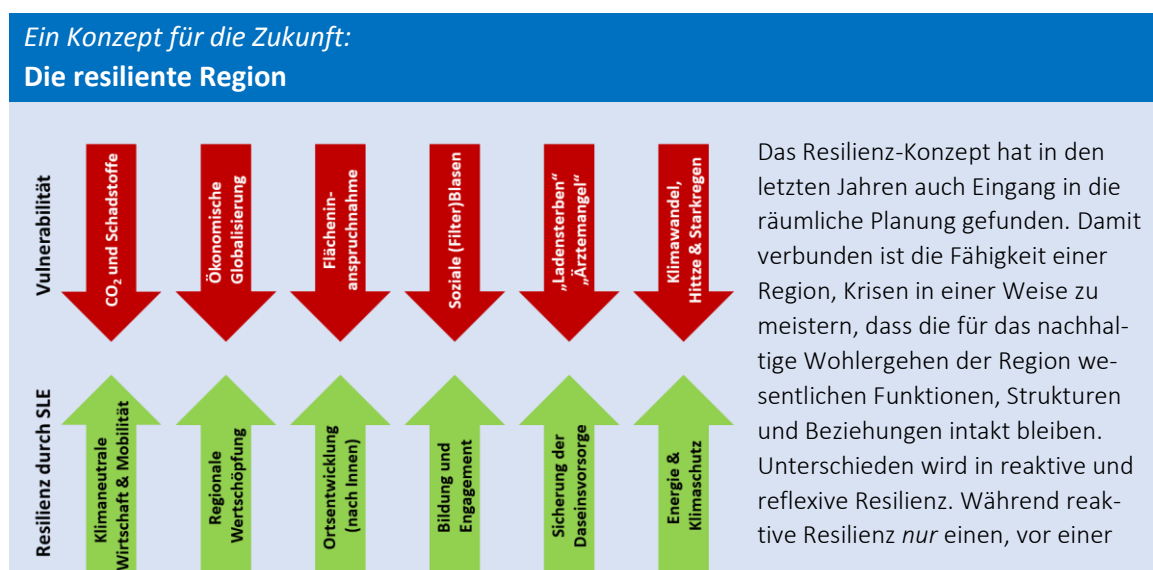 Ein Konzept für die Zukunft:
Die resiliente Region
Vulnerabilität
CO₂ und Schadstoffe
Ökonomische
Globalisierung
Flächenin-
anspruchnahme
Soziale (Filter)Blasen
„Ladensterben“
„Ärztemangel“
Klimawandel,
Hittze & Starkregen
Resilienz durch SLE
Klimaneutrale
Wirtschaft & Mobilität
Regionale
Wertschöpfung
Ortsentwicklung
(nach Innen)
Bildung und
Engagement
Sicherung der
Daseinsvorsorge
Energie &
Klimaschutz
Das Resilienz-Konzept hat in den
letzten Jahren auch Eingang in die
räumliche Planung gefunden. Damit
verbunden ist die Fähigkeit einer
Region, Krisen in einer Weise zu
meistern, dass die für das nachhal-
tige Wohlergehen der Region we-
sentlichen Funktionen, Strukturen
und Beziehungen intakt bleiben.
Unterschieden wird in reaktive und
reflexive Resilienz. Während reak-
tive Resilienz nur einen, vor einer